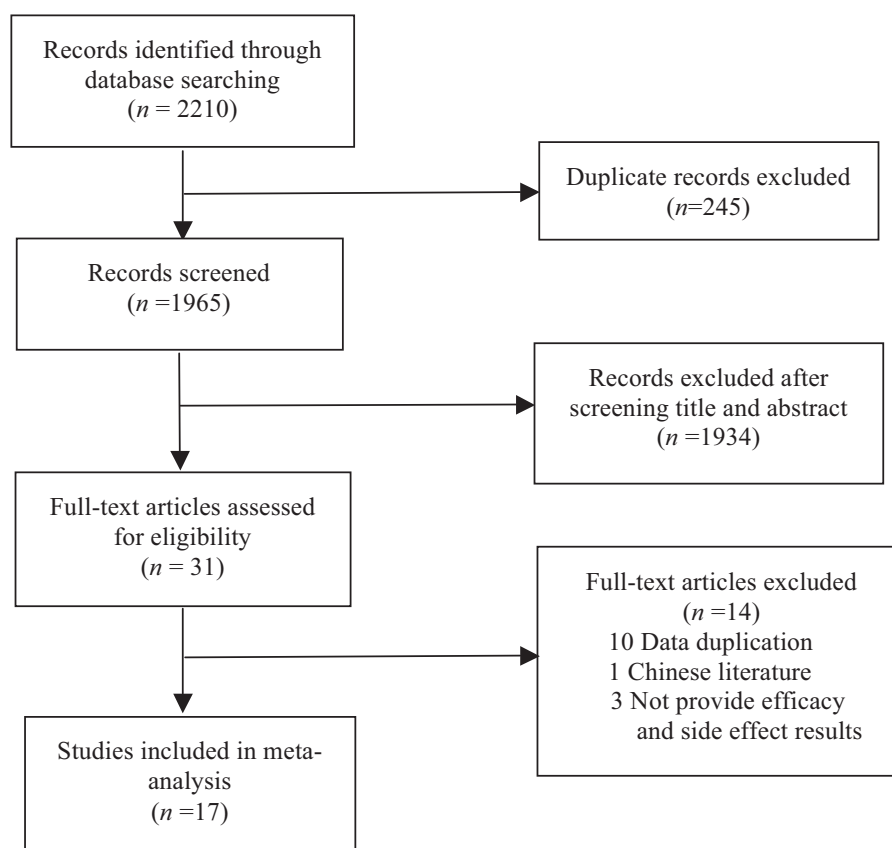 Records identified through
database searching
(n = 2210)
Duplicate records excluded
(n=245)
Records screened
(n =1965)
Records excluded after
screening title and abstract
(n =1934)
Full-text articles assessed
for eligibility
(n = 31)
Full-text articles excluded
(n =14)
10 Data duplication
1 Chinese literature
3 Not provide efficacy
and side effect results
Studies included in meta-
analysis
(n =17)